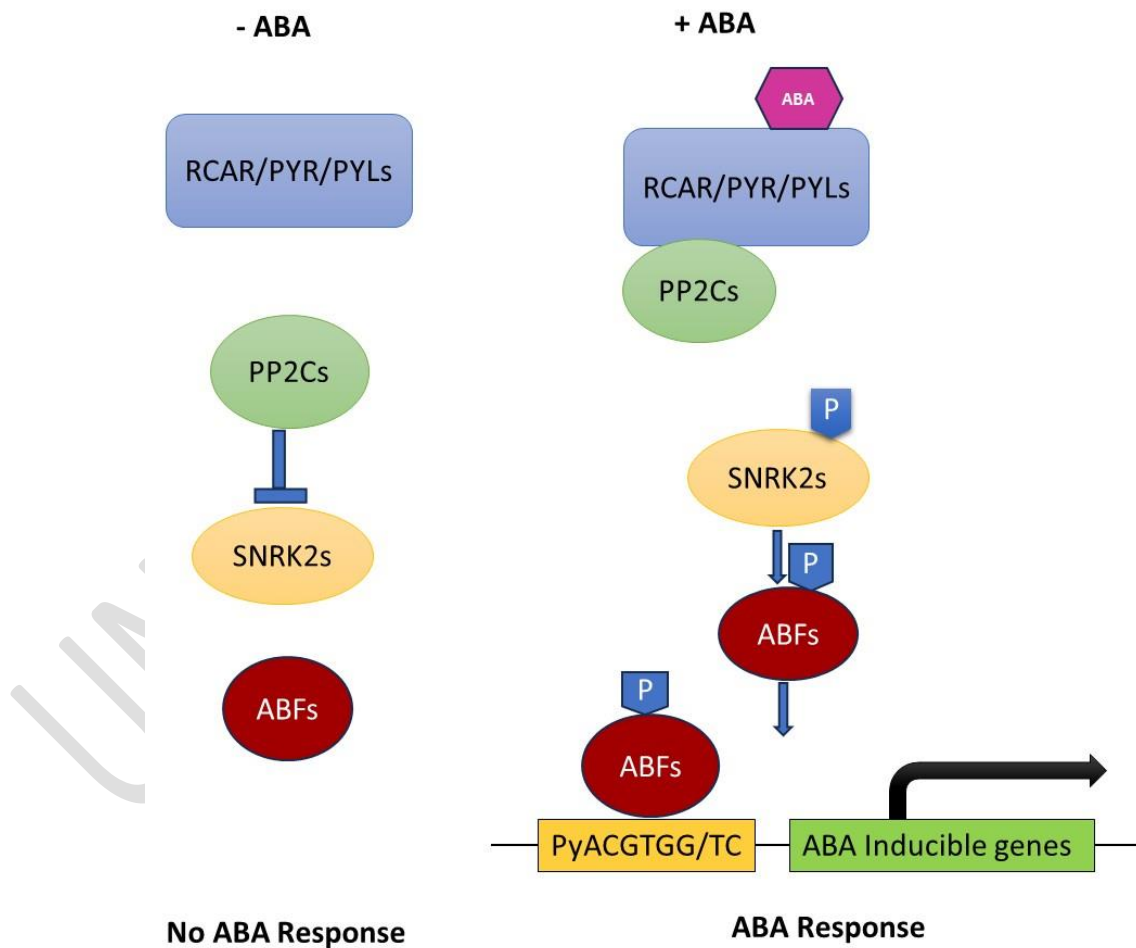 - ABA
+ ABA
ABA
RCAR/PYR/PYLs
RCAR/PYR/PYLs
PP2Cs
PP2Cs
P
SNRK2s
SNRK2s
P
ABFs
P
ABFs
ABFs
PyACGTGG/TC
ABA Inducible genes
No ABA Response
ABA Response